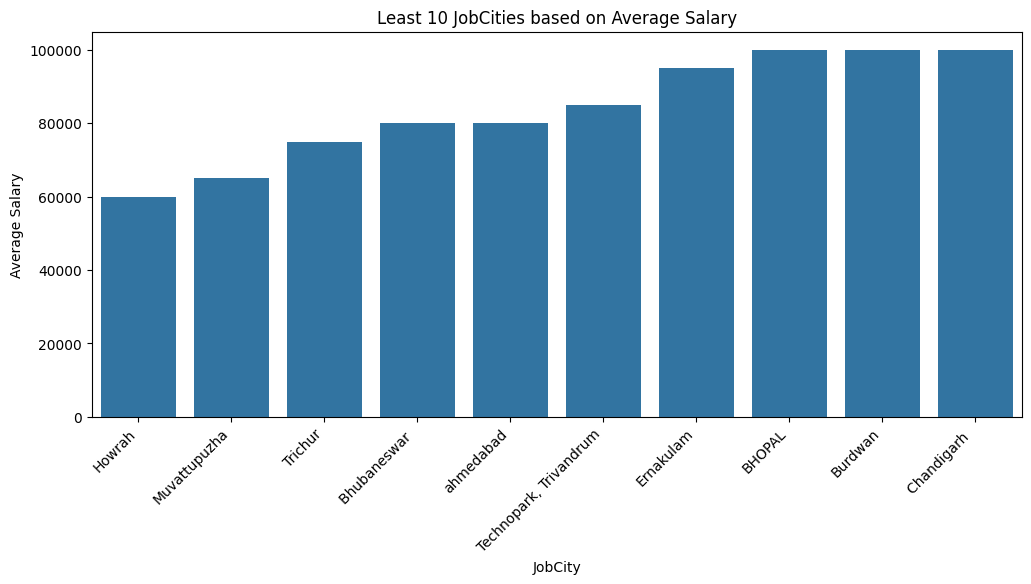 Least 10 JobCities based on Average Salary
Average Salary
100000
80000
60000
40000
20000
0
Howrah
Muvattupuzha
Trichur
Bhubaneswar
ahmedabad
Technopark, Trivandrum
Ernakulam
BHOPAL
Burdwan
Chandigarh
JobCity